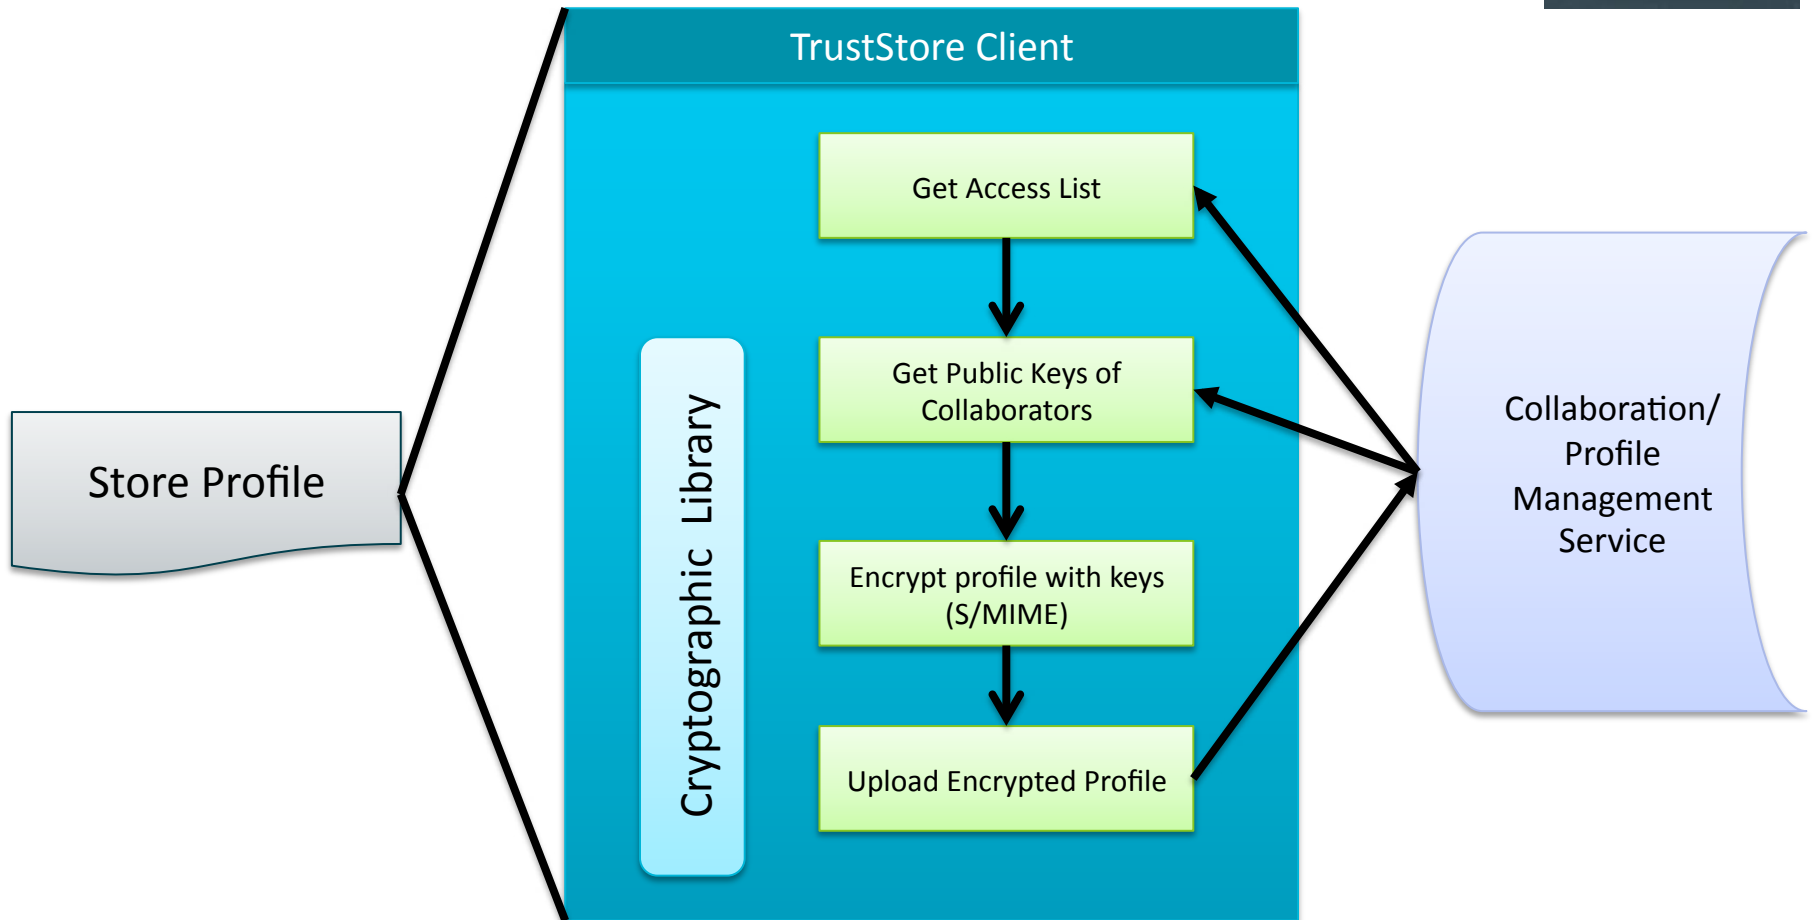 TrustStore Client
Get Access List
Get Public Keys of
Collaborators
Encrypt profile with keys
(S/MIME)
Upload Encrypted Profile
Cryptographic Library
Store Profile
Collaboration/
Profile
Management
Service